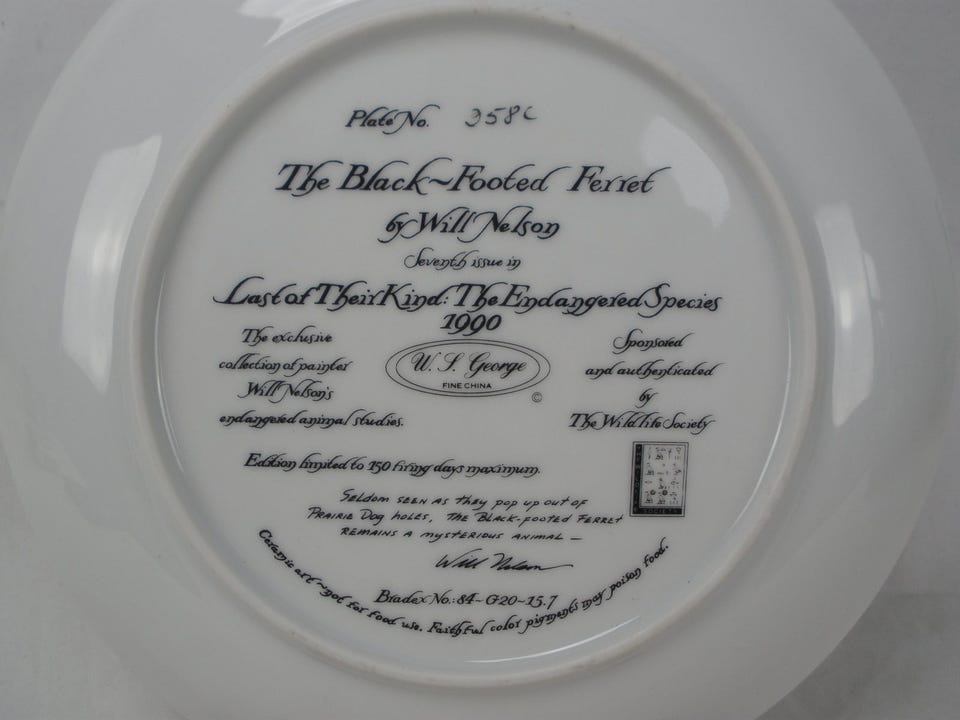 Plate No. 358C
The Black~Footed Ferret
by Will Nelson
Seventh issue in
Last of Their Kind: The Endangered Species
1990
The exclusive
collection of painter
Will Nelson's
endangered animal studies.
W. S. George
FINE CHINA
©
Sponsored
and authenticated
by
The Wildlife Society
Edition limited to 150 firing days maximum.
Seldom seen as they pop up out of
Prairie Dog holes, the Black-footed Ferret
remains a mysterious animal —
Will Nelson
Bradex No.: 84-G20-15.7
Ceramic art ~ not for food use. Faithful color pigments may poison food.